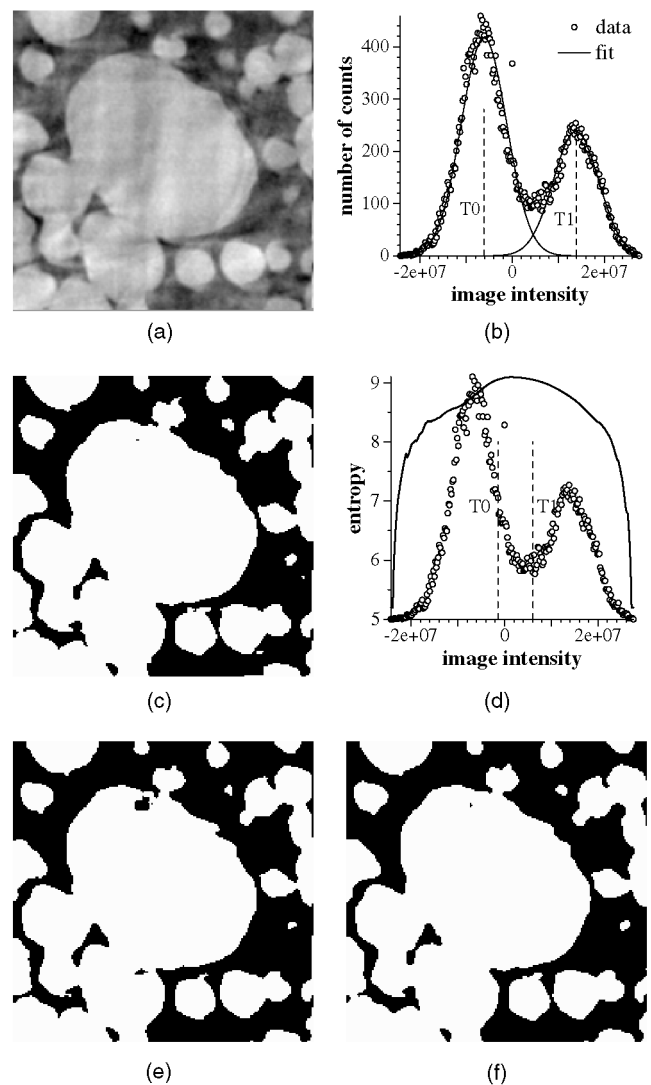 400
300
200
100
0
number of counts
data
fit
T0
T1
-2e+07
0
2e+07
image intensity
(a)
(b)
9
8
7
6
5
entropy
T0
T1
-2e+07
0
2e+07
image intensity
(c)
(d)
(e)
(f)